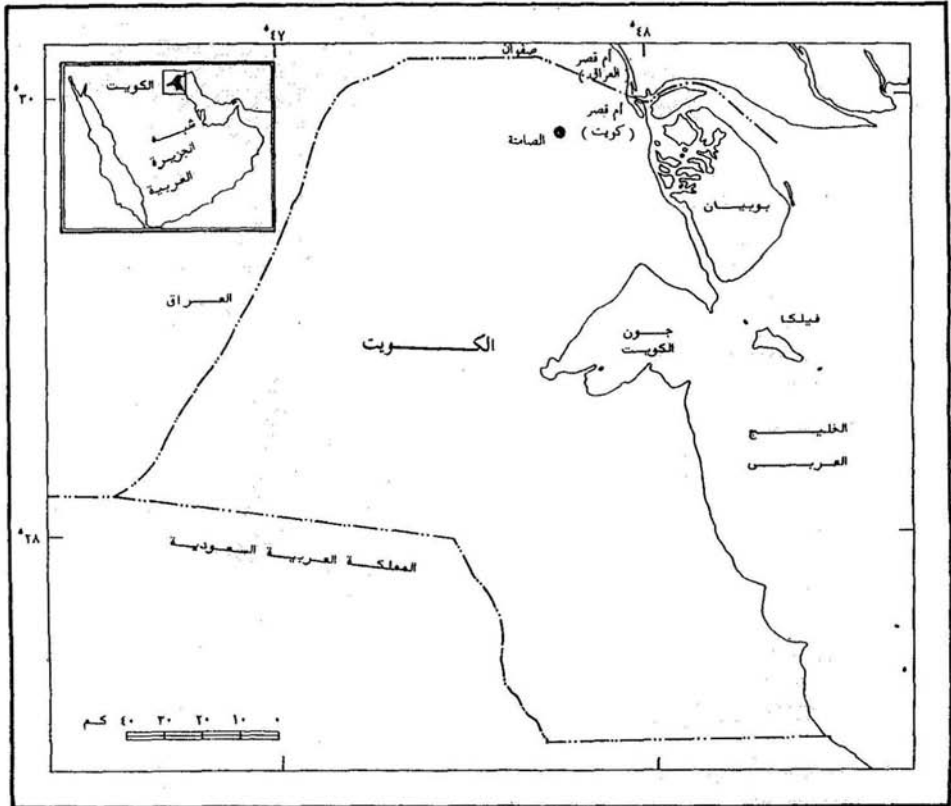 °٤٧
°٤٨
°٣٠
°٢٨
الكويت
شبه
الجزيرة
العربية
صفوان
أم قصر
( العراق )
أم قصر
( كويت )
الصامتة
بوبيان
العراق
الكويت
جون
الكويت
فيلكا
الخليج
العربى
المملكة العربية السعودية
كم ٤٠ ٣٠ ٢٠ ١٠ ٠